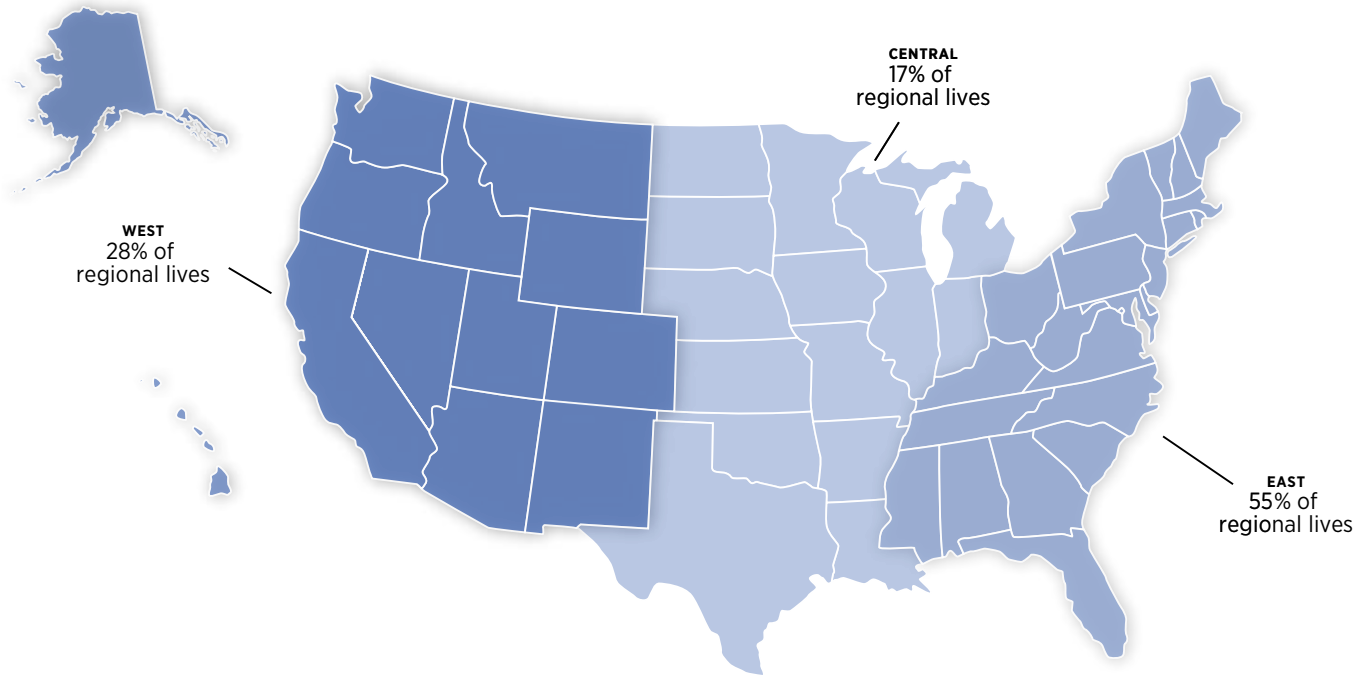 CENTRAL
17% of
regional lives
WEST
28% of
regional lives
EAST
55% of
regional lives